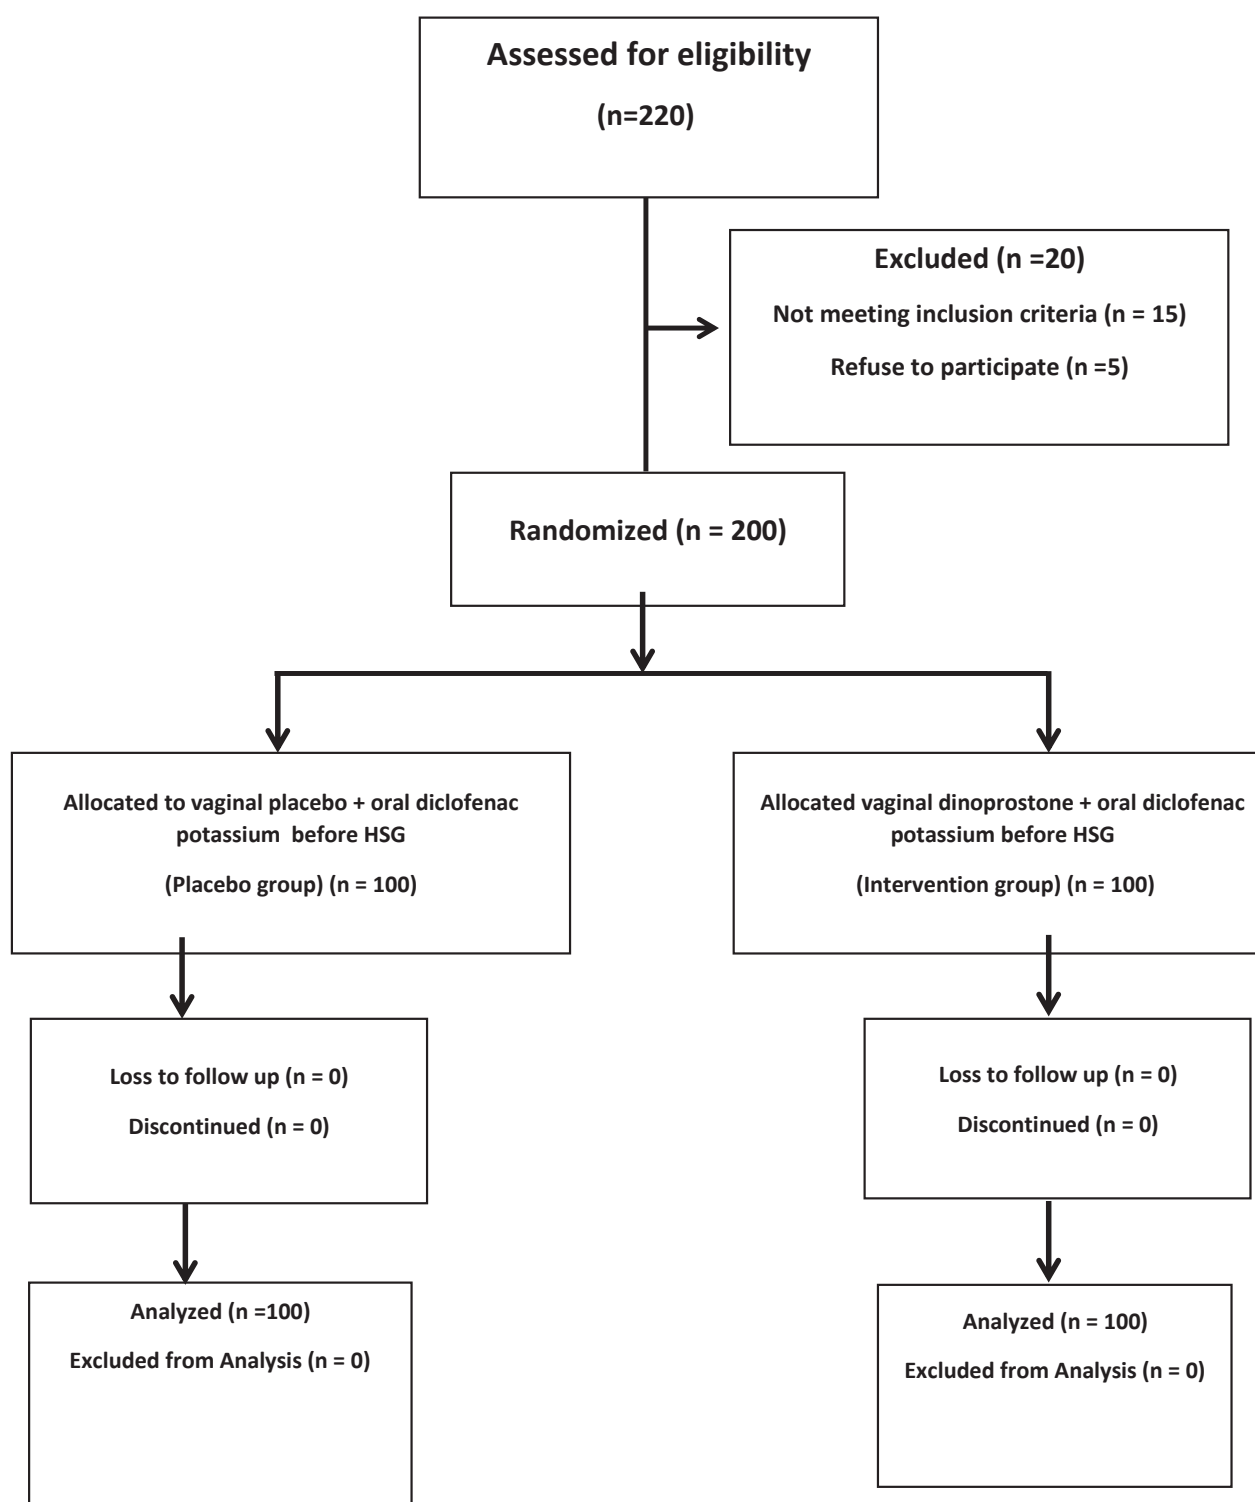 Assessed for eligibility
(n=220)
Excluded (n =20)
Not meeting inclusion criteria (n = 15)
Refuse to participate (n =5)
Randomized (n = 200)
Allocated to vaginal placebo + oral diclofenac
potassium before HSG
(Placebo group) (n = 100)
Allocated vaginal dinoprostone + oral diclofenac
potassium before HSG
(Intervention group) (n = 100)
Loss to follow up (n = 0)
Discontinued (n = 0)
Loss to follow up (n = 0)
Discontinued (n = 0)
Analyzed (n =100)
Excluded from Analysis (n = 0)
Analyzed (n = 100)
Excluded from Analysis (n = 0)